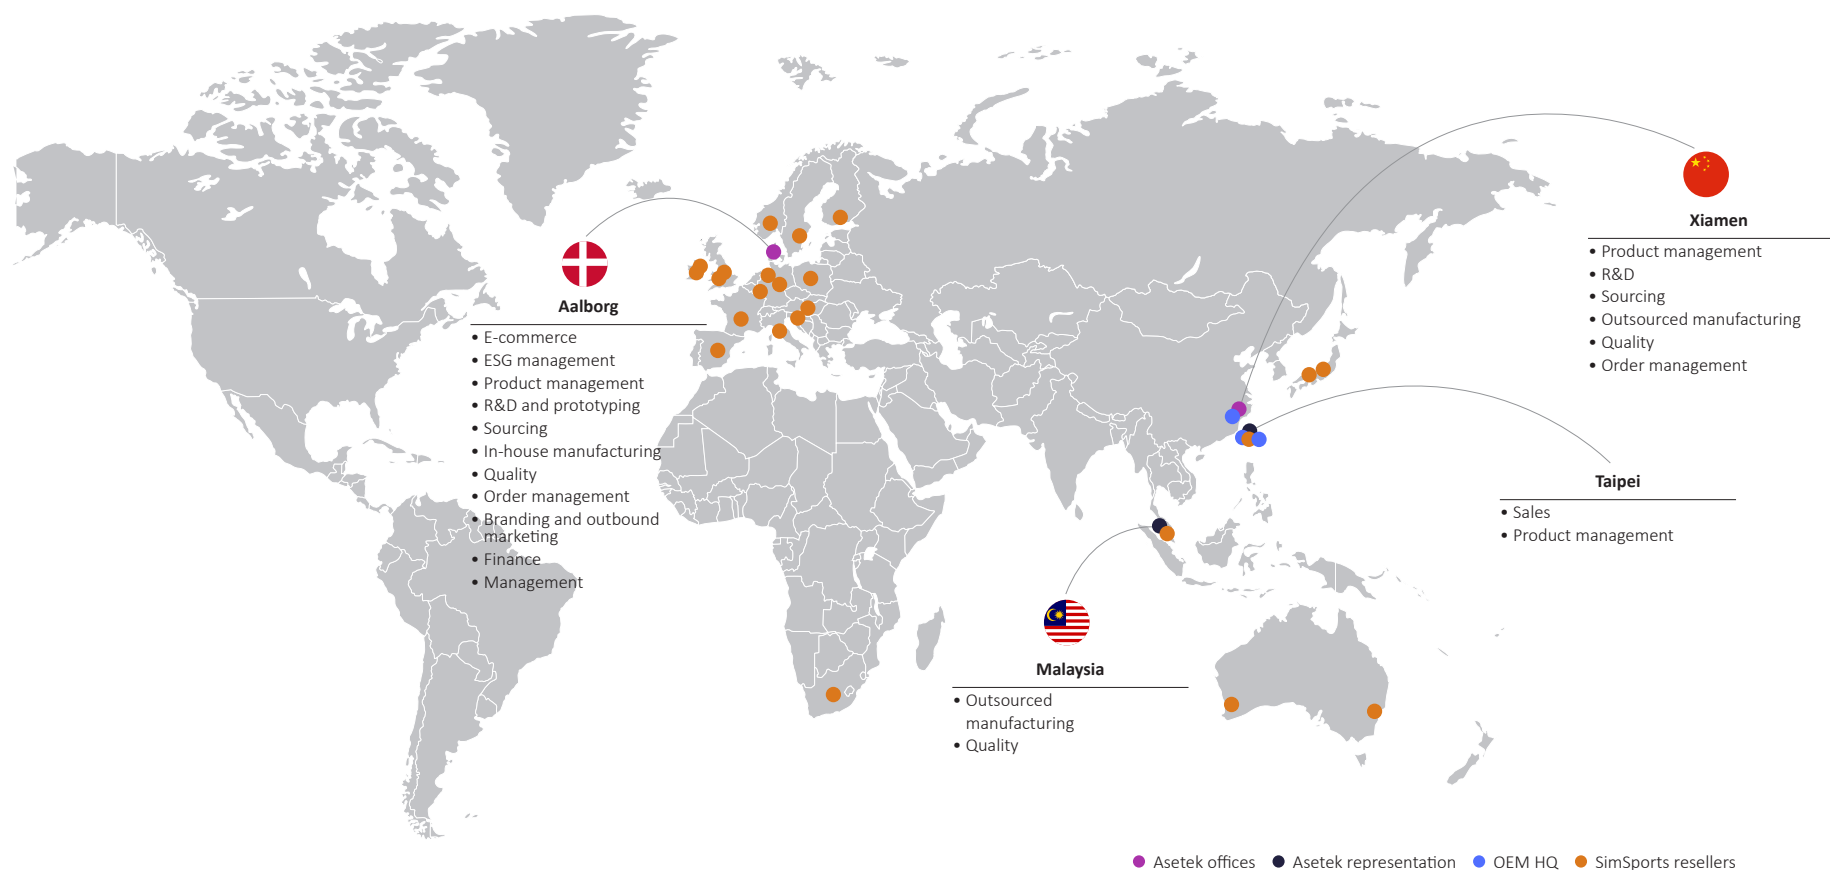 Aalborg
• E-commerce
• ESG management
• Product management
• R&D and prototyping
• Sourcing
• In-house manufacturing
• Quality
• Order management
• Branding and outbound
marketing
• Finance
• Management
Xiamen
• Product management
• R&D
• Sourcing
• Outsourced manufacturing
• Quality
• Order management
Taipei
• Sales
• Product management
Malaysia
• Outsourced
manufacturing
• Quality
Asetek offices
Asetek representation
OEM HQ
SimSports resellers